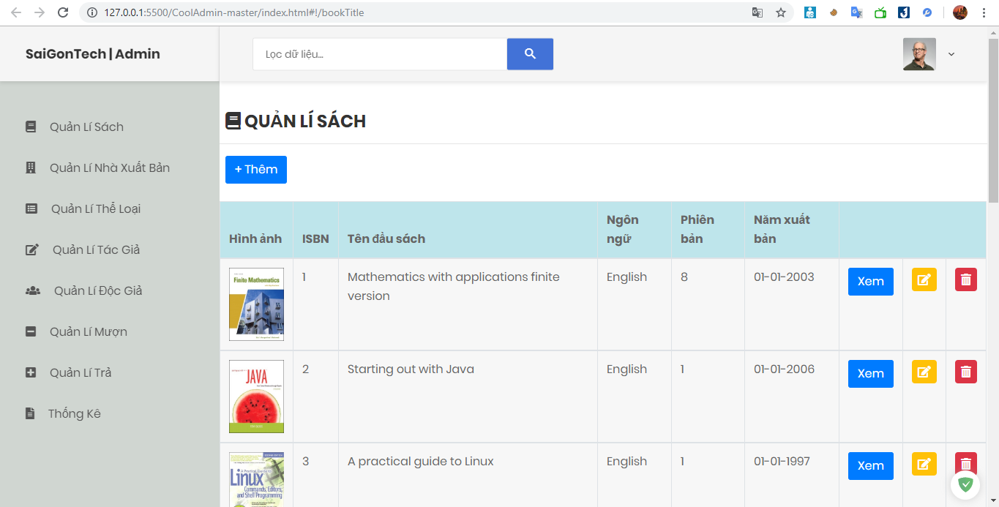 127.0.0.1:5500/CoolAdmin-master/index.html#!/bookTitle
SaiGonTech | Admin
Lọc dữ liệu...
Quản Lí Sách
Quản Lí Nhà Xuất Bản
Quản Lí Thể Loại
Quản Lí Tác Giả
Quản Lí Độc Giả
Quản Lí Mượn
Quản Lí Trả
Thống Kê
QUẢN LÍ SÁCH
+ Thêm
Hình ảnh ISBN Tên đầu sách Ngôn ngữ Phiên bản Năm xuất bản
Finite Mathematics
1 Mathematics with applications finite version English 8 01-01-2003 Xem
JAVA
2 Starting out with Java English 1 01-01-2006 Xem
A Practical Guide to
Linux
Commands, Editors,
and Shell Programming
3 A practical guide to Linux English 1 01-01-1997 Xem